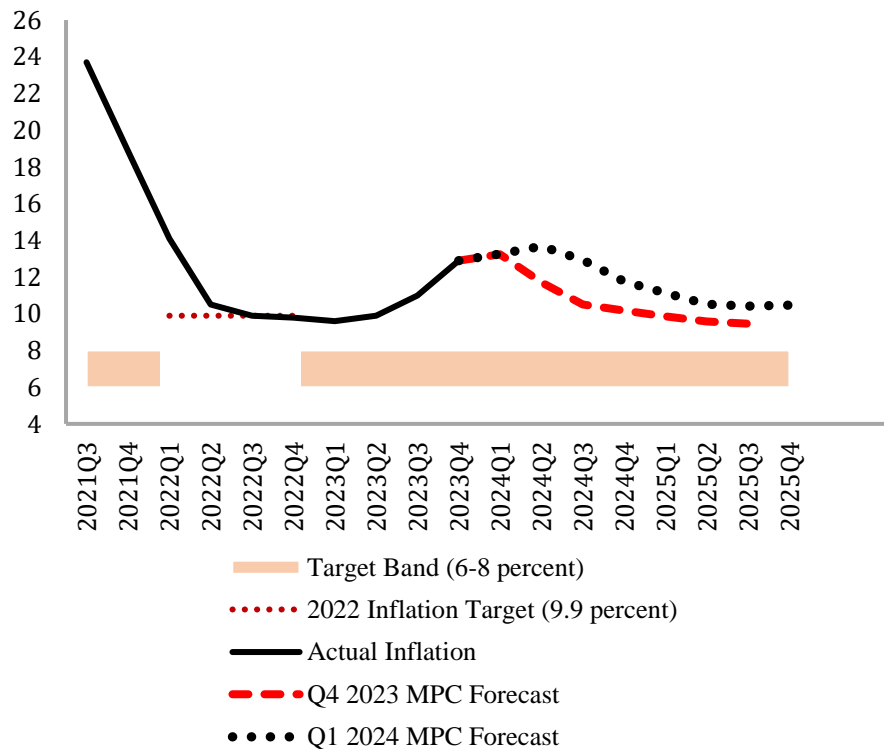 26
24
22
20
18
16
14
12
10
8
6
4
2021Q3
2021Q4
2022Q1
2022Q2
2022Q3
2022Q4
2023Q1
2023Q2
2023Q3
2023Q4
2024Q1
2024Q2
2024Q3
2024Q4
2025Q1
2025Q2
2025Q3
2025Q4
Target Band (6-8 percent)
2022 Inflation Target (9.9 percent)
Actual Inflation
Q4 2023 MPC Forecast
Q1 2024 MPC Forecast